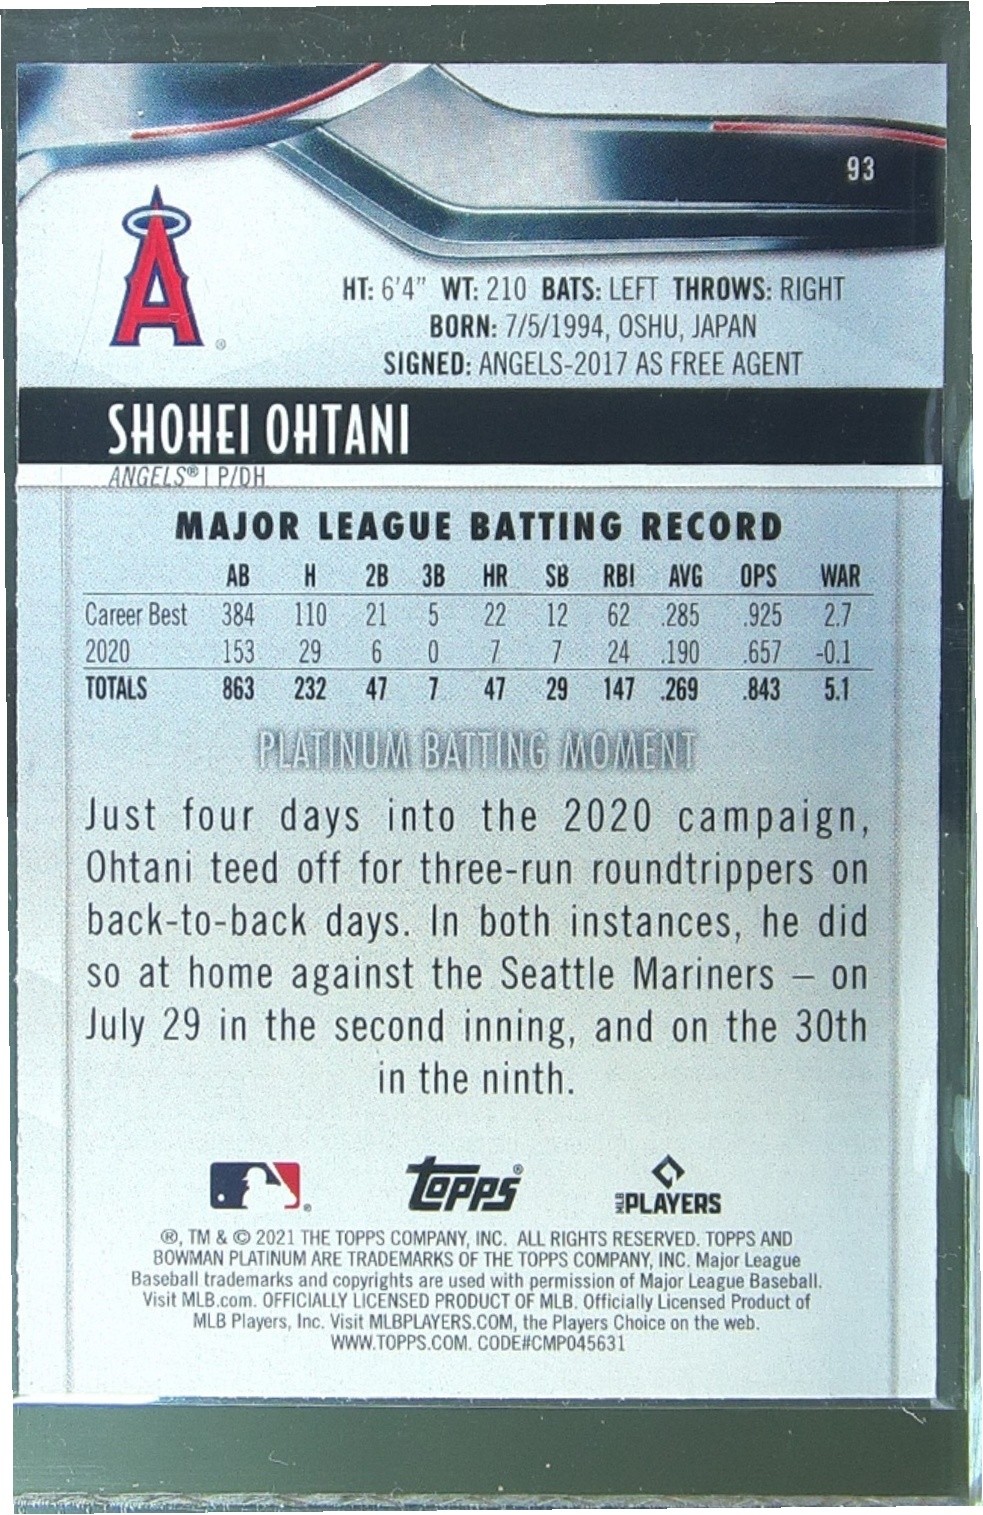 93
A ®
HT: 6'4" WT: 210 BATS: LEFT THROWS: RIGHT
BORN: 7/5/1994, OSHU, JAPAN
SIGNED: ANGELS-2017 AS FREE AGENT
SHOHEI OHTANI
ANGELS® | P/DH
MAJOR LEAGUE BATTING RECORD
AB H 2B 3B HR SB RBI AVG OPS WAR
Career Best 384 110 21 5 22 12 62 .285 .925 2.7
2020 153 29 6 0 7 7 24 .190 .657 -0.1
TOTALS 863 232 47 7 47 29 147 .269 .843 5.1
PLATINUM BATTING MOMENT
Just four days into the 2020 campaign,
Ohtani teed off for three-run roundtrippers on
back-to-back days. In both instances, he did
so at home against the Seattle Mariners – on
July 29 in the second inning, and on the 30th
in the ninth.
® Topps® MLB PLAYERS
®, TM & © 2021 THE TOPPS COMPANY, INC. ALL RIGHTS RESERVED. TOPPS AND
BOWMAN PLATINUM ARE TRADEMARKS OF THE TOPPS COMPANY, INC. Major League
Baseball trademarks and copyrights are used with permission of Major League Baseball.
Visit MLB.com. OFFICIALLY LICENSED PRODUCT OF MLB. Officially Licensed Product of
MLB Players, Inc. Visit MLBPLAYERS.COM, the Players Choice on the web.
WWW.TOPPS.COM. CODE#CMP045631